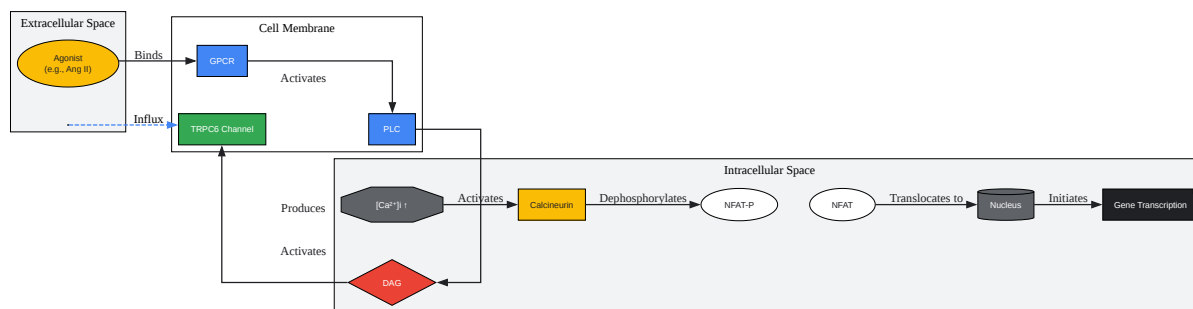 Extracellular Space
Agonist
(e.g., Ang II)
Binds
Influx
Cell Membrane
GPCR
Activates
TRPC6 Channel
PLC
Intracellular Space
Produces
[Ca²⁺]i ↑
Activates
Calcineurin
Dephosphorylates
NFAT-P
NFAT
Translocates to
Nucleus
Initiates
Gene Transcription
Activates
DAG